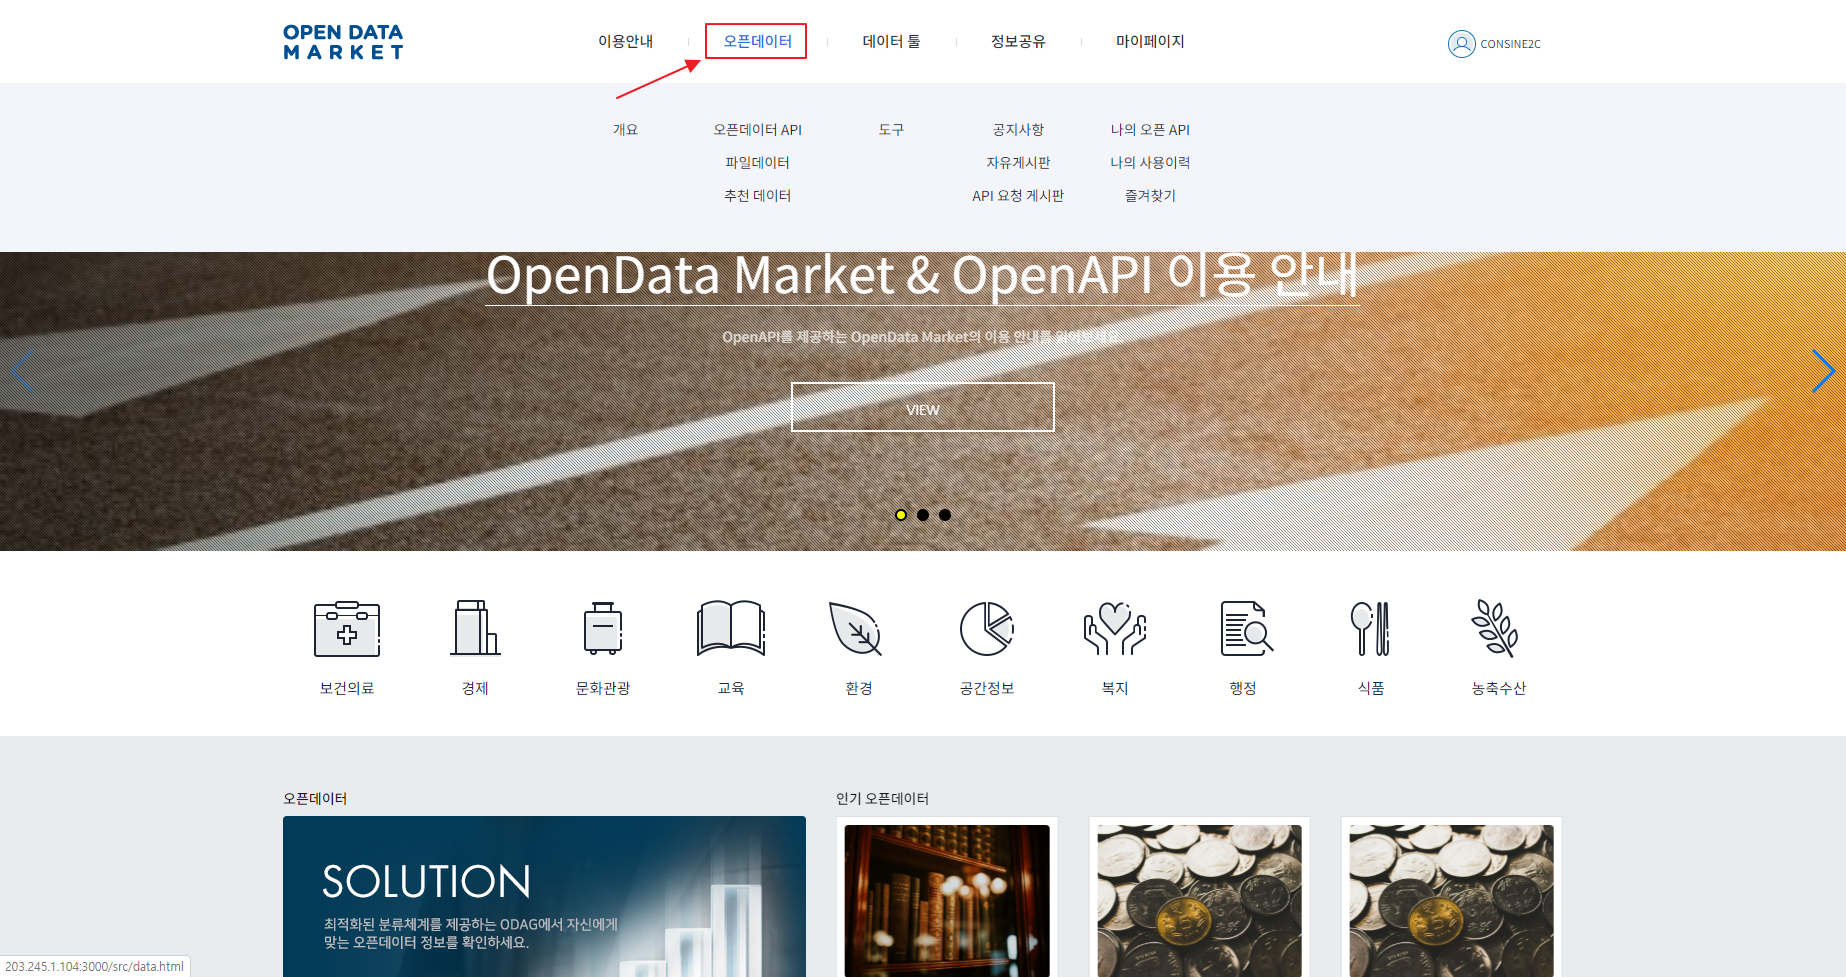 OPEN DATA
MARKET
이용안내
오픈데이터
데이터 툴
정보공유
마이페이지
CONSINE2C
개요
오픈데이터 API
도구
공지사항
나의 오픈 API
파일데이터
자유게시판
나의 사용이력
추천 데이터
API 요청 게시판
즐겨찾기
OpenData Market & OpenAPI 이용 안내
OpenAPI를 제공하는 OpenData Market의 이용 안내를 읽어보세요.
VIEW
보건의료
경제
문화관광
교육
환경
공간정보
복지
행정
식품
농축수산
오픈데이터
인기 오픈데이터
SOLUTION
최적화된 분류체계를 제공하는 ODAG에서 자신에게
맞는 오픈데이터 정보를 확인하세요.
203.245.1.104:3000/src/data.html